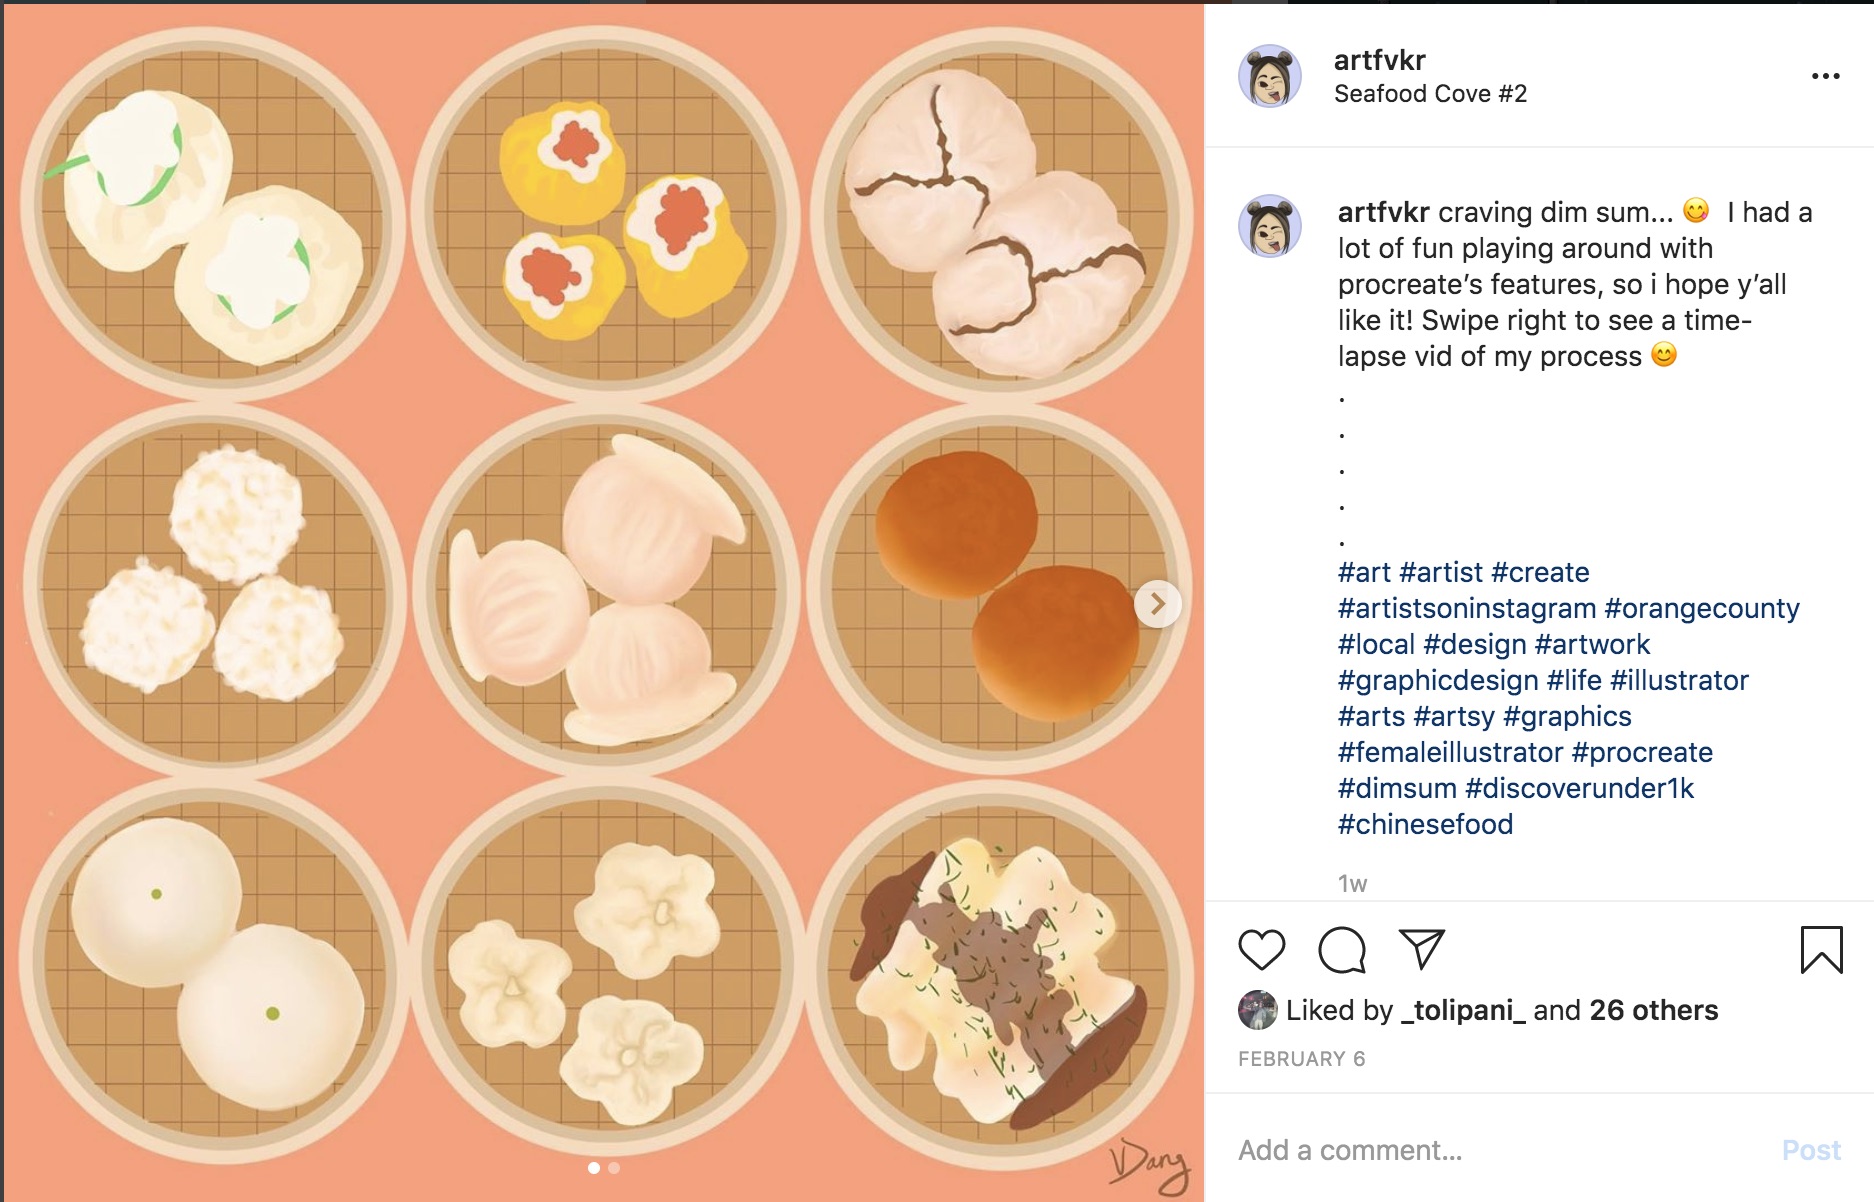 artfvkr
Seafood Cove #2
artfvkr craving dim sum... 😋 I had a
lot of fun playing around with
procreate’s features, so i hope y’all
like it! Swipe right to see a time-
lapse vid of my process 😊
.
.
.
.
.
#art #artist #create
#artistsoninstagram #orangecounty
#local #design #artwork
#graphicdesign #life #illustrator
#arts #artsy #graphics
#femaleillustrator #procreate
#dimsum #discoverunder1k
#chinesefood
1w
Liked by _tolipani_ and 26 others
FEBRUARY 6
Add a comment... Post
VDang